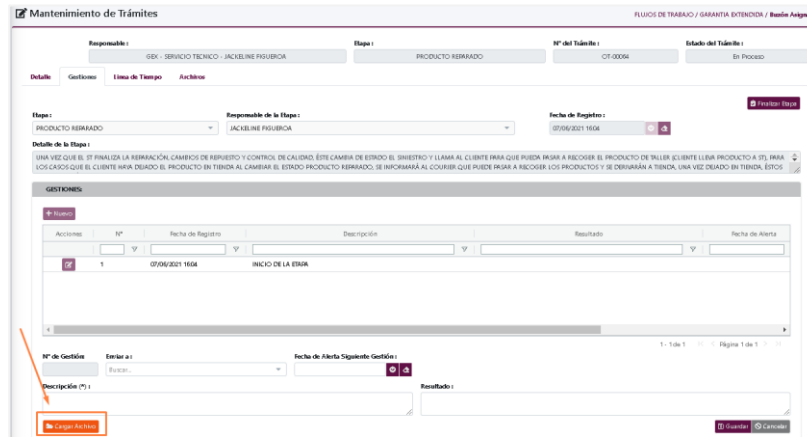 Mantenimiento de Trámites
FLUJOS DE TRABAJO / GARANTIA EXTENDIDA / Buzón Asign
Responsable :
Etapa :
N° del Trámite :
Estado del Trámite :
GEX - SERVICIO TECNICO - JACKELINE FIGUEROA
PRODUCTO REPARADO
OT-00064
En Proceso
Detalle
Gestiones
Línea de Tiempo
Archivos
Finalizar Etapa
Etapa :
Responsable de la Etapa :
Fecha de Registro :
PRODUCTO REPARADO
JACKELINE FIGUEROA
07/06/2021 16:04
Detalle de la Etapa :
UNA VEZ QUE EL ST FINALIZA LA REPARACIÓN, CAMBIOS DE REPUESTO Y CONTROL DE CALIDAD, ÉSTE CAMBIA DE ESTADO EL SINIESTRO Y LLAMA AL CLIENTE PARA QUE PUEDA PASAR A RECOGER EL PRODUCTO DE TALLER (CLIENTE LLEVA PRODUCTO A ST), PARA
LOS CASOS QUE EL CLIENTE HAYA DEJADO EL PRODUCTO EN TIENDA AL CAMBIAR EL ESTADO PRODUCTO REPARADO; SE INFORMARÁ AL COURIER QUE PUEDE PASAR A RECOGER LOS PRODUCTOS Y SE DERIVARÁN A TIENDA, UNA VEZ DEJADO EN TIENDA, ÉSTOS
GESTIONES:
+ Nuevo
Acciones
N°
Fecha de Registro
Descripción
Resultado
Fecha de Alerta
1
07/06/2021 16:04
INICIO DE LA ETAPA
1 - 1 de 1
Página 1 de 1
N° de Gestión:
Enviar a :
Fecha de Alerta Siguiente Gestión :
Buscar...
Descripción (*) :
Resultado :
Cargar Archivo
Guardar
Cancelar